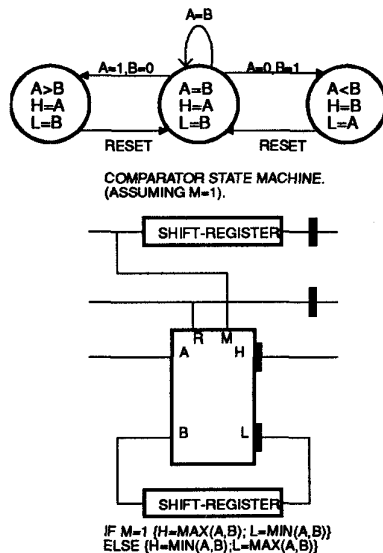 A=B
A=1,B=0
A=0,B=1
A>B
H=A
L=B
A=B
H=A
L=B
A<B
H=B
L=A
RESET
RESET
COMPARATOR STATE MACHINE.
(ASSUMING M=1).
SHIFT-REGISTER
R M
A H
B L
SHIFT-REGISTER
IF M=1 {H=MAX(A,B); L=MIN(A,B)}
ELSE {H=MIN(A,B);L=MAX(A,B)}